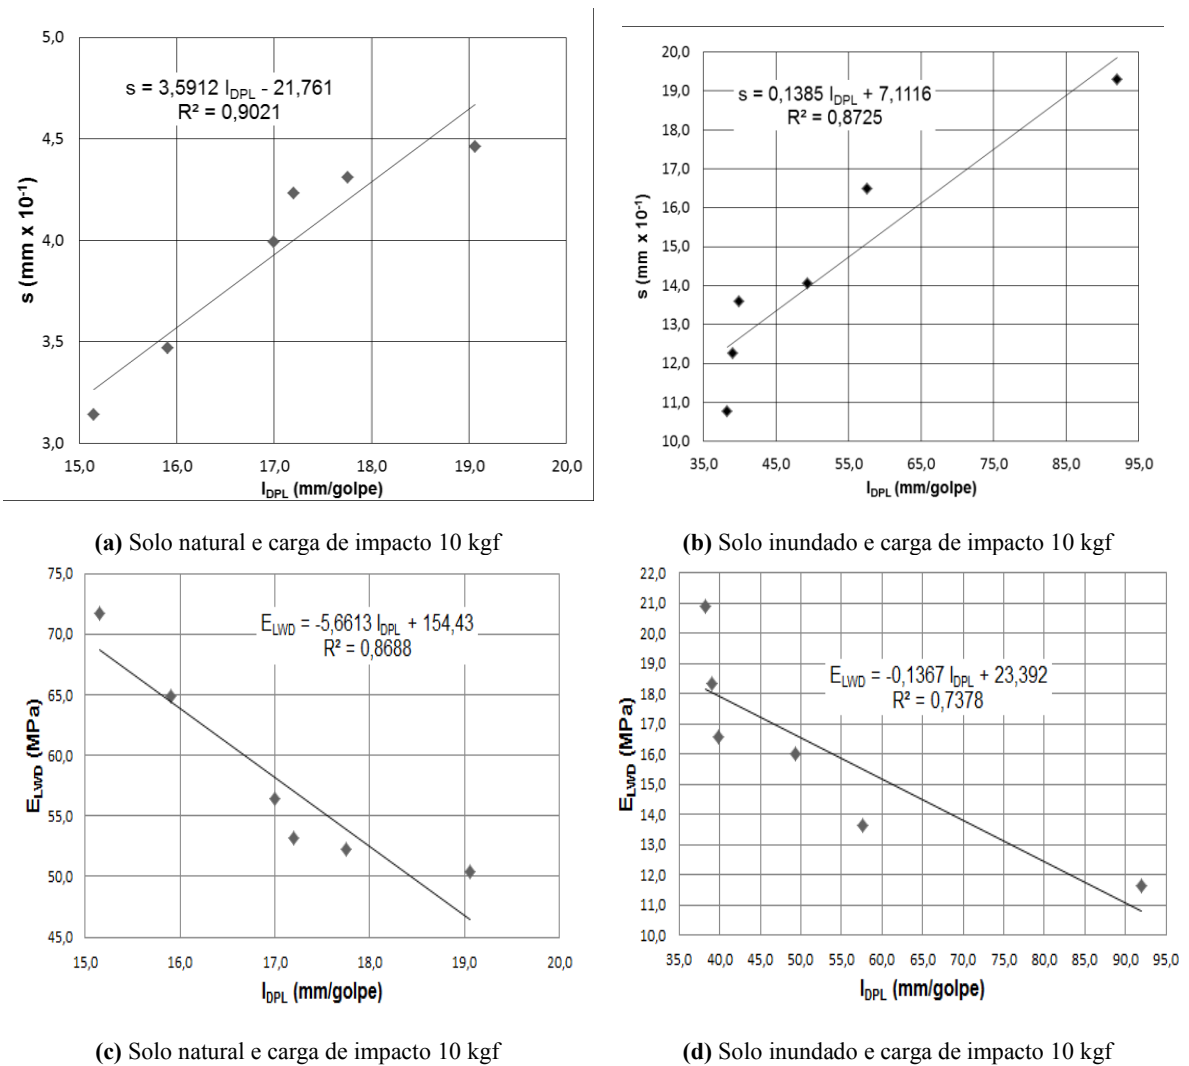 5,0
4,5
4,0
3,5
3,0
s (mm x 10⁻¹)
s = 3,5912 I_DPL - 21,761
R² = 0,9021
15,0 16,0 17,0 18,0 19,0 20,0
I_DPL (mm/golpe)
(a) Solo natural e carga de impacto 10 kgf
20,0
19,0
18,0
17,0
16,0
15,0
14,0
13,0
12,0
11,0
10,0
s (mm x 10⁻¹)
s = 0,1385 I_DPL + 7,1116
R² = 0,8725
35,0 45,0 55,0 65,0 75,0 85,0 95,0
I_DPL (mm/golpe)
(b) Solo inundado e carga de impacto 10 kgf
75,0
70,0
65,0
60,0
55,0
50,0
45,0
E_LWD (MPa)
E_LWD = -5,6613 I_DPL + 154,43
R² = 0,8688
15,0 16,0 17,0 18,0 19,0 20,0
I_DPL (mm/golpe)
(c) Solo natural e carga de impacto 10 kgf
22,0
21,0
20,0
19,0
18,0
17,0
16,0
15,0
14,0
13,0
12,0
11,0
10,0
E_LWD (MPa)
E_LWD = -0,1367 I_DPL + 23,392
R² = 0,7378
35,0 40,0 45,0 50,0 55,0 60,0 65,0 70,0 75,0 80,0 85,0 90,0 95,0
I_DPL (mm/golpe)
(d) Solo inundado e carga de impacto 10 kgf